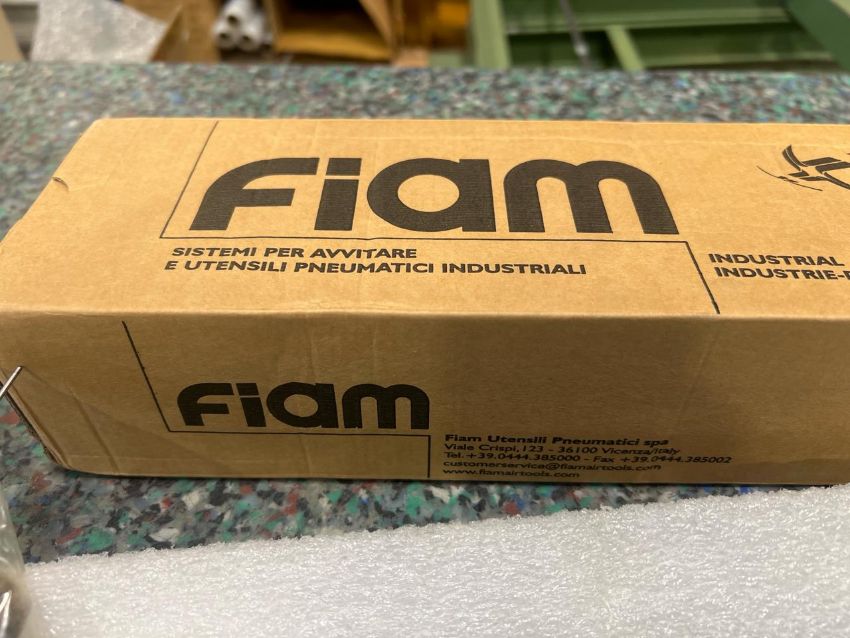 Fiam
SISTEMI PER AVVITARE
E UTENSILI PNEUMATICI INDUSTRIALI
INDUSTRIAL
INDUSTRIE-
Fiam
Fiam Utensili Pneumatici spa
Viale Crispi, 123 - 36100 Vicenza/Italy
Tel. +39.0444.385000 - Fax +39.0444.385002
customerservice@fiamairtools.com
www.fiamairtools.com